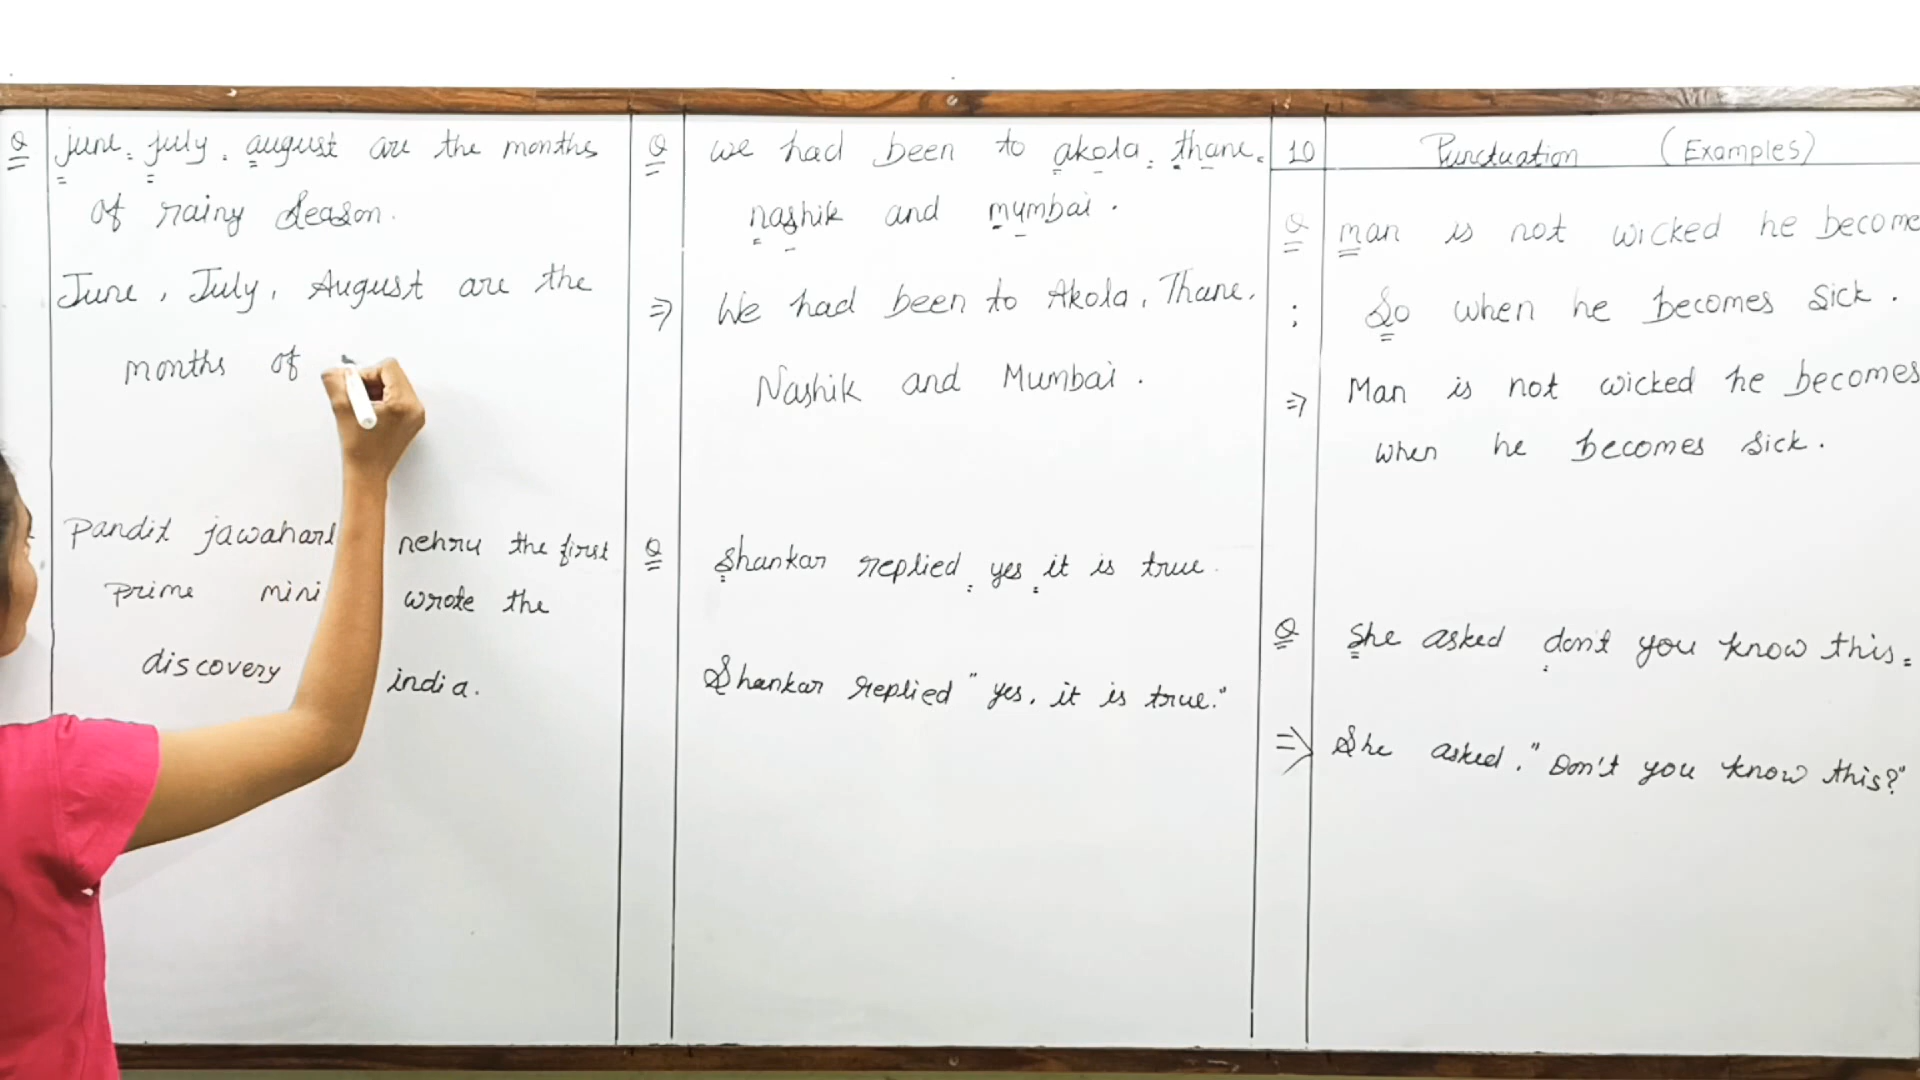 Q june, july, august are the months
of rainy season.
June, July, August are the
months of
Pandit jawaharl nehru the first
prime mini wrote the
discovery india.
Q we had been to akola, thane,
nashik and mumbai.
⇒ We had been to Akola, Thane,
Nashik and Mumbai.
Q Shankar replied, yes, it is true.
Shankar replied "yes, it is true."
10 Punctuation (Examples)
Q man is not wicked he become
: So when he becomes sick.
⇒ Man is not wicked he becomes
when he becomes sick.
Q She asked don't you know this.
⇒ She asked, "Don't you know this?"